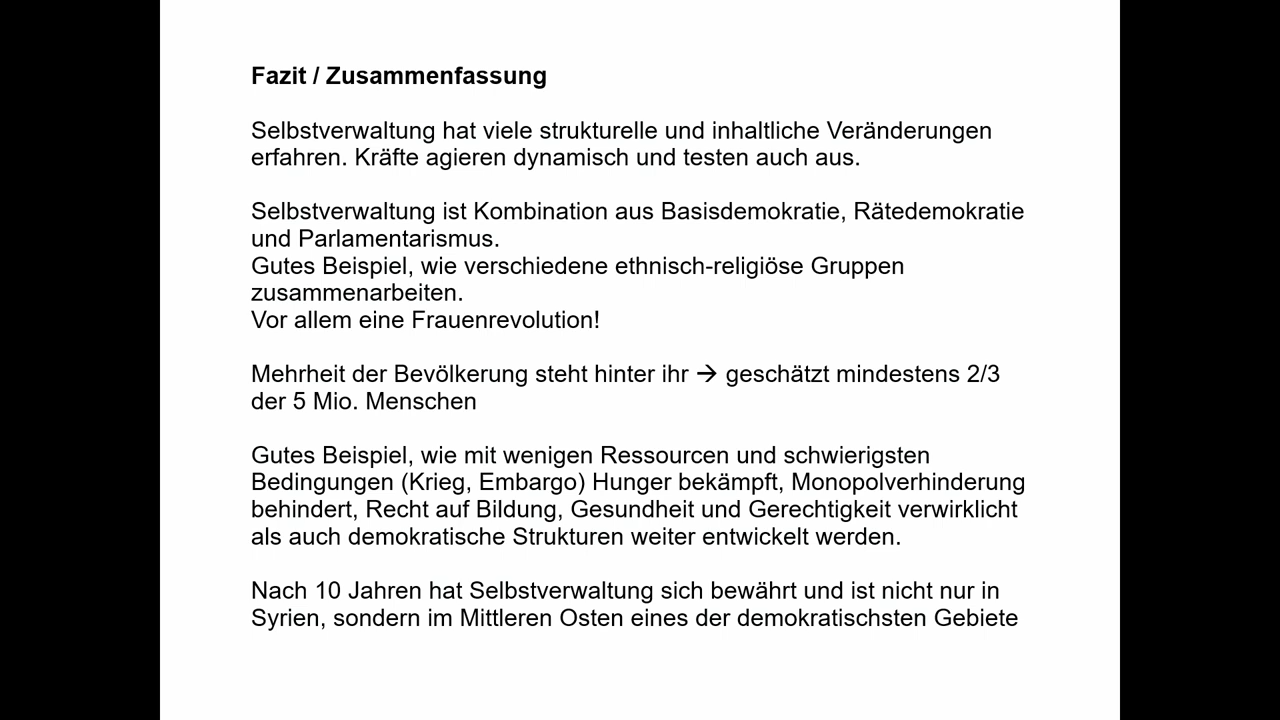 Fazit / Zusammenfassung
Selbstverwaltung hat viele strukturelle und inhaltliche Veränderungen
erfahren. Kräfte agieren dynamisch und testen auch aus.
Selbstverwaltung ist Kombination aus Basisdemokratie, Rätedemokratie
und Parlamentarismus.
Gutes Beispiel, wie verschiedene ethnisch-religiöse Gruppen
zusammenarbeiten.
Vor allem eine Frauenrevolution!
Mehrheit der Bevölkerung steht hinter ihr → geschätzt mindestens 2/3
der 5 Mio. Menschen
Gutes Beispiel, wie mit wenigen Ressourcen und schwierigsten
Bedingungen (Krieg, Embargo) Hunger bekämpft, Monopolverhinderung
behindert, Recht auf Bildung, Gesundheit und Gerechtigkeit verwirklicht
als auch demokratische Strukturen weiter entwickelt werden.
Nach 10 Jahren hat Selbstverwaltung sich bewährt und ist nicht nur in
Syrien, sondern im Mittleren Osten eines der demokratischsten Gebiete